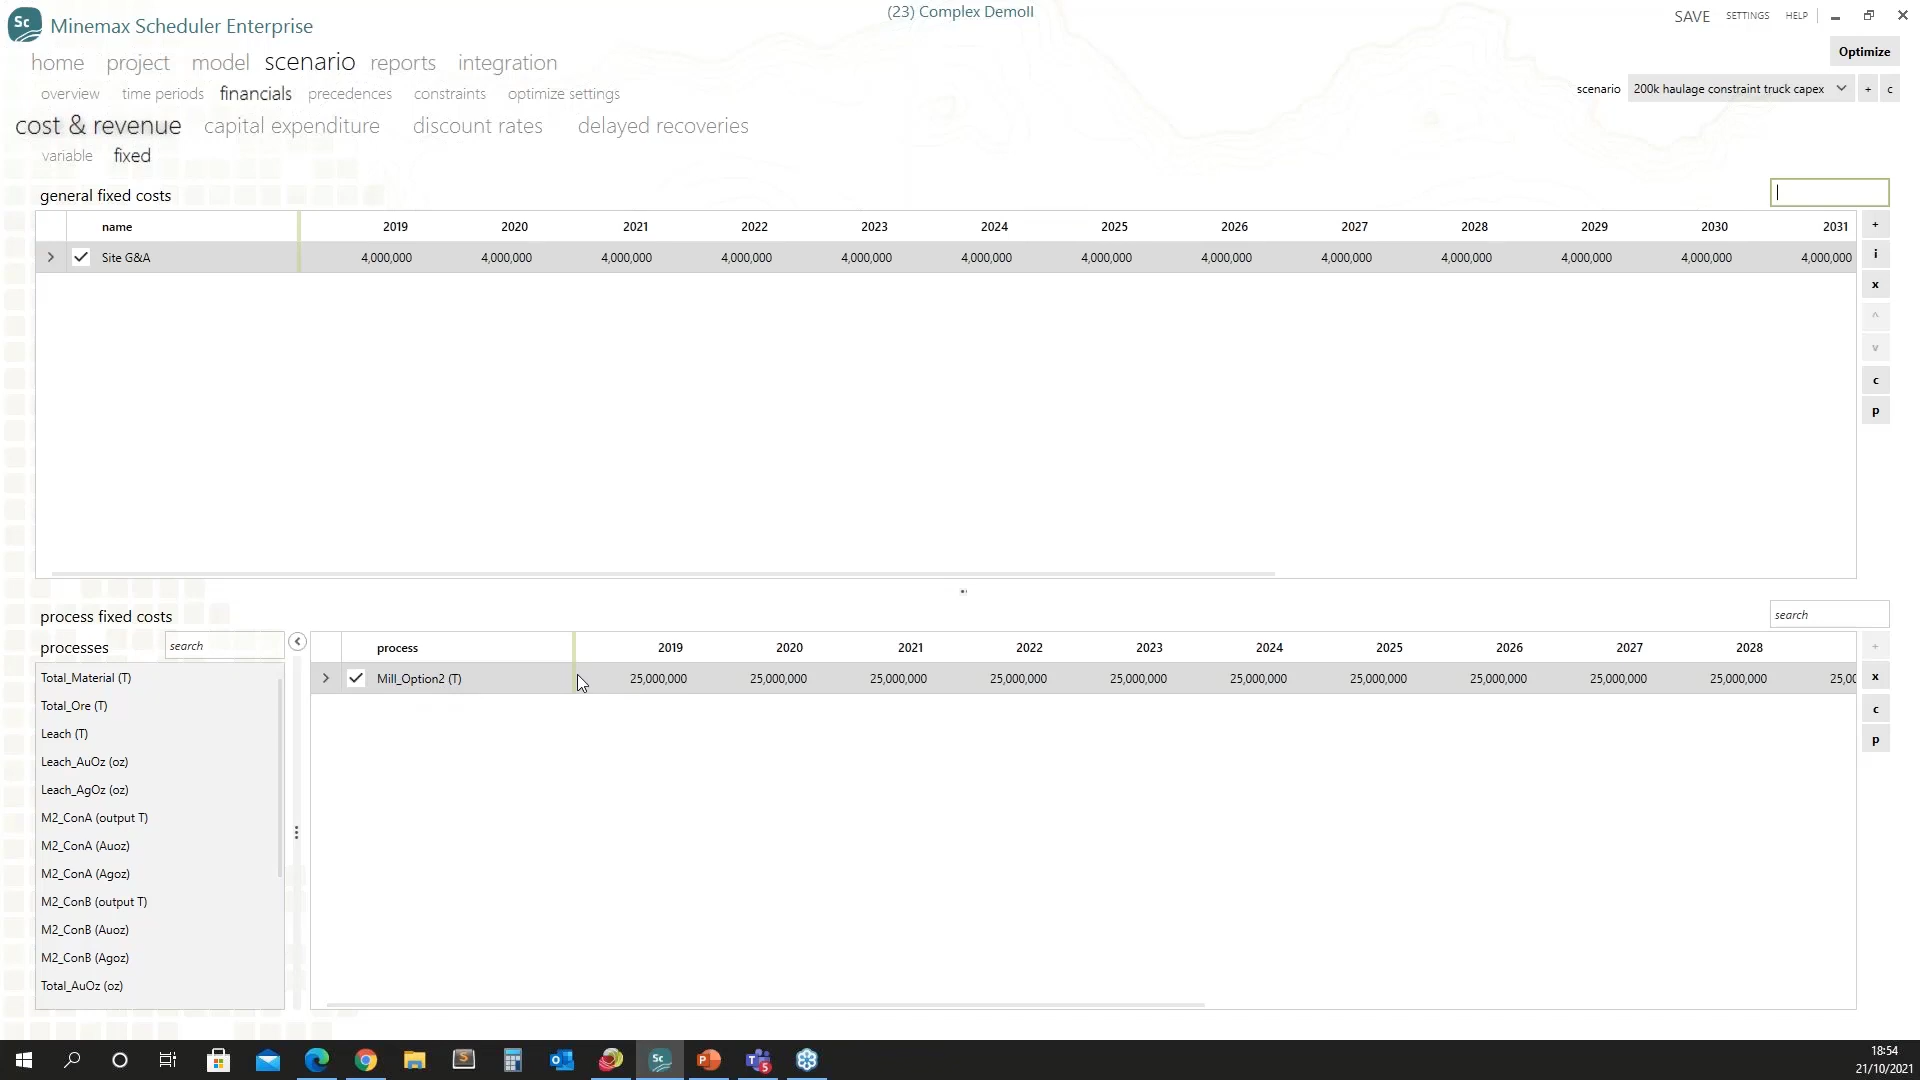 Sc Minemax Scheduler Enterprise
(23) Complex DemoII
SAVE SETTINGS HELP
home project model scenario reports integration
Optimize
overview time periods financials precedences constraints optimize settings
scenario 200k haulage constraint truck capex + c
cost & revenue capital expenditure discount rates delayed recoveries
variable fixed
general fixed costs
name 2019 2020 2021 2022 2023 2024 2025 2026 2027 2028 2029 2030 2031
+
Site G&A 4,000,000 4,000,000 4,000,000 4,000,000 4,000,000 4,000,000 4,000,000 4,000,000 4,000,000 4,000,000 4,000,000 4,000,000 4,000,000
i
x
^
v
c
p
process fixed costs
search
processes search
process 2019 2020 2021 2022 2023 2024 2025 2026 2027 2028
+
Mill_Option2 (T) 25,000,000 25,000,000 25,000,000 25,000,000 25,000,000 25,000,000 25,000,000 25,000,000 25,000,000 25,000,000 25,00
x
c
p
Total_Material (T)
Total_Ore (T)
Leach (T)
Leach_AuOz (oz)
Leach_AgOz (oz)
M2_ConA (output T)
M2_ConA (Auoz)
M2_ConA (Agoz)
M2_ConB (output T)
M2_ConB (Auoz)
M2_ConB (Agoz)
Total_AuOz (oz)
S Sc P T 5
18:54
21/10/2021